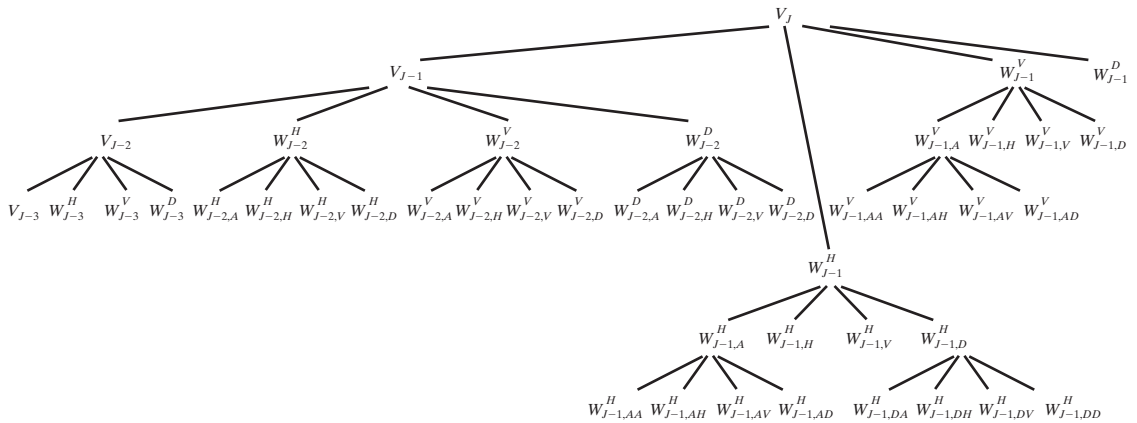 V_J
V_{J−1} W^V_{J−1} W^D_{J−1}
V_{J−2} W^H_{J−2} W^V_{J−2} W^D_{J−2} W^V_{J−1,A} W^V_{J−1,H} W^V_{J−1,V} W^V_{J−1,D}
V_{J−3} W^H_{J−3} W^V_{J−3} W^D_{J−3} W^H_{J−2,A} W^H_{J−2,H} W^H_{J−2,V} W^H_{J−2,D} W^V_{J−2,A} W^V_{J−2,H} W^V_{J−2,V} W^V_{J−2,D} W^D_{J−2,A} W^D_{J−2,H} W^D_{J−2,V} W^D_{J−2,D} W^V_{J−1,AA} W^V_{J−1,AH} W^V_{J−1,AV} W^V_{J−1,AD}
W^H_{J−1}
W^H_{J−1,A} W^H_{J−1,H} W^H_{J−1,V} W^H_{J−1,D}
W^H_{J−1,AA} W^H_{J−1,AH} W^H_{J−1,AV} W^H_{J−1,AD} W^H_{J−1,DA} W^H_{J−1,DH} W^H_{J−1,DV} W^H_{J−1,DD}